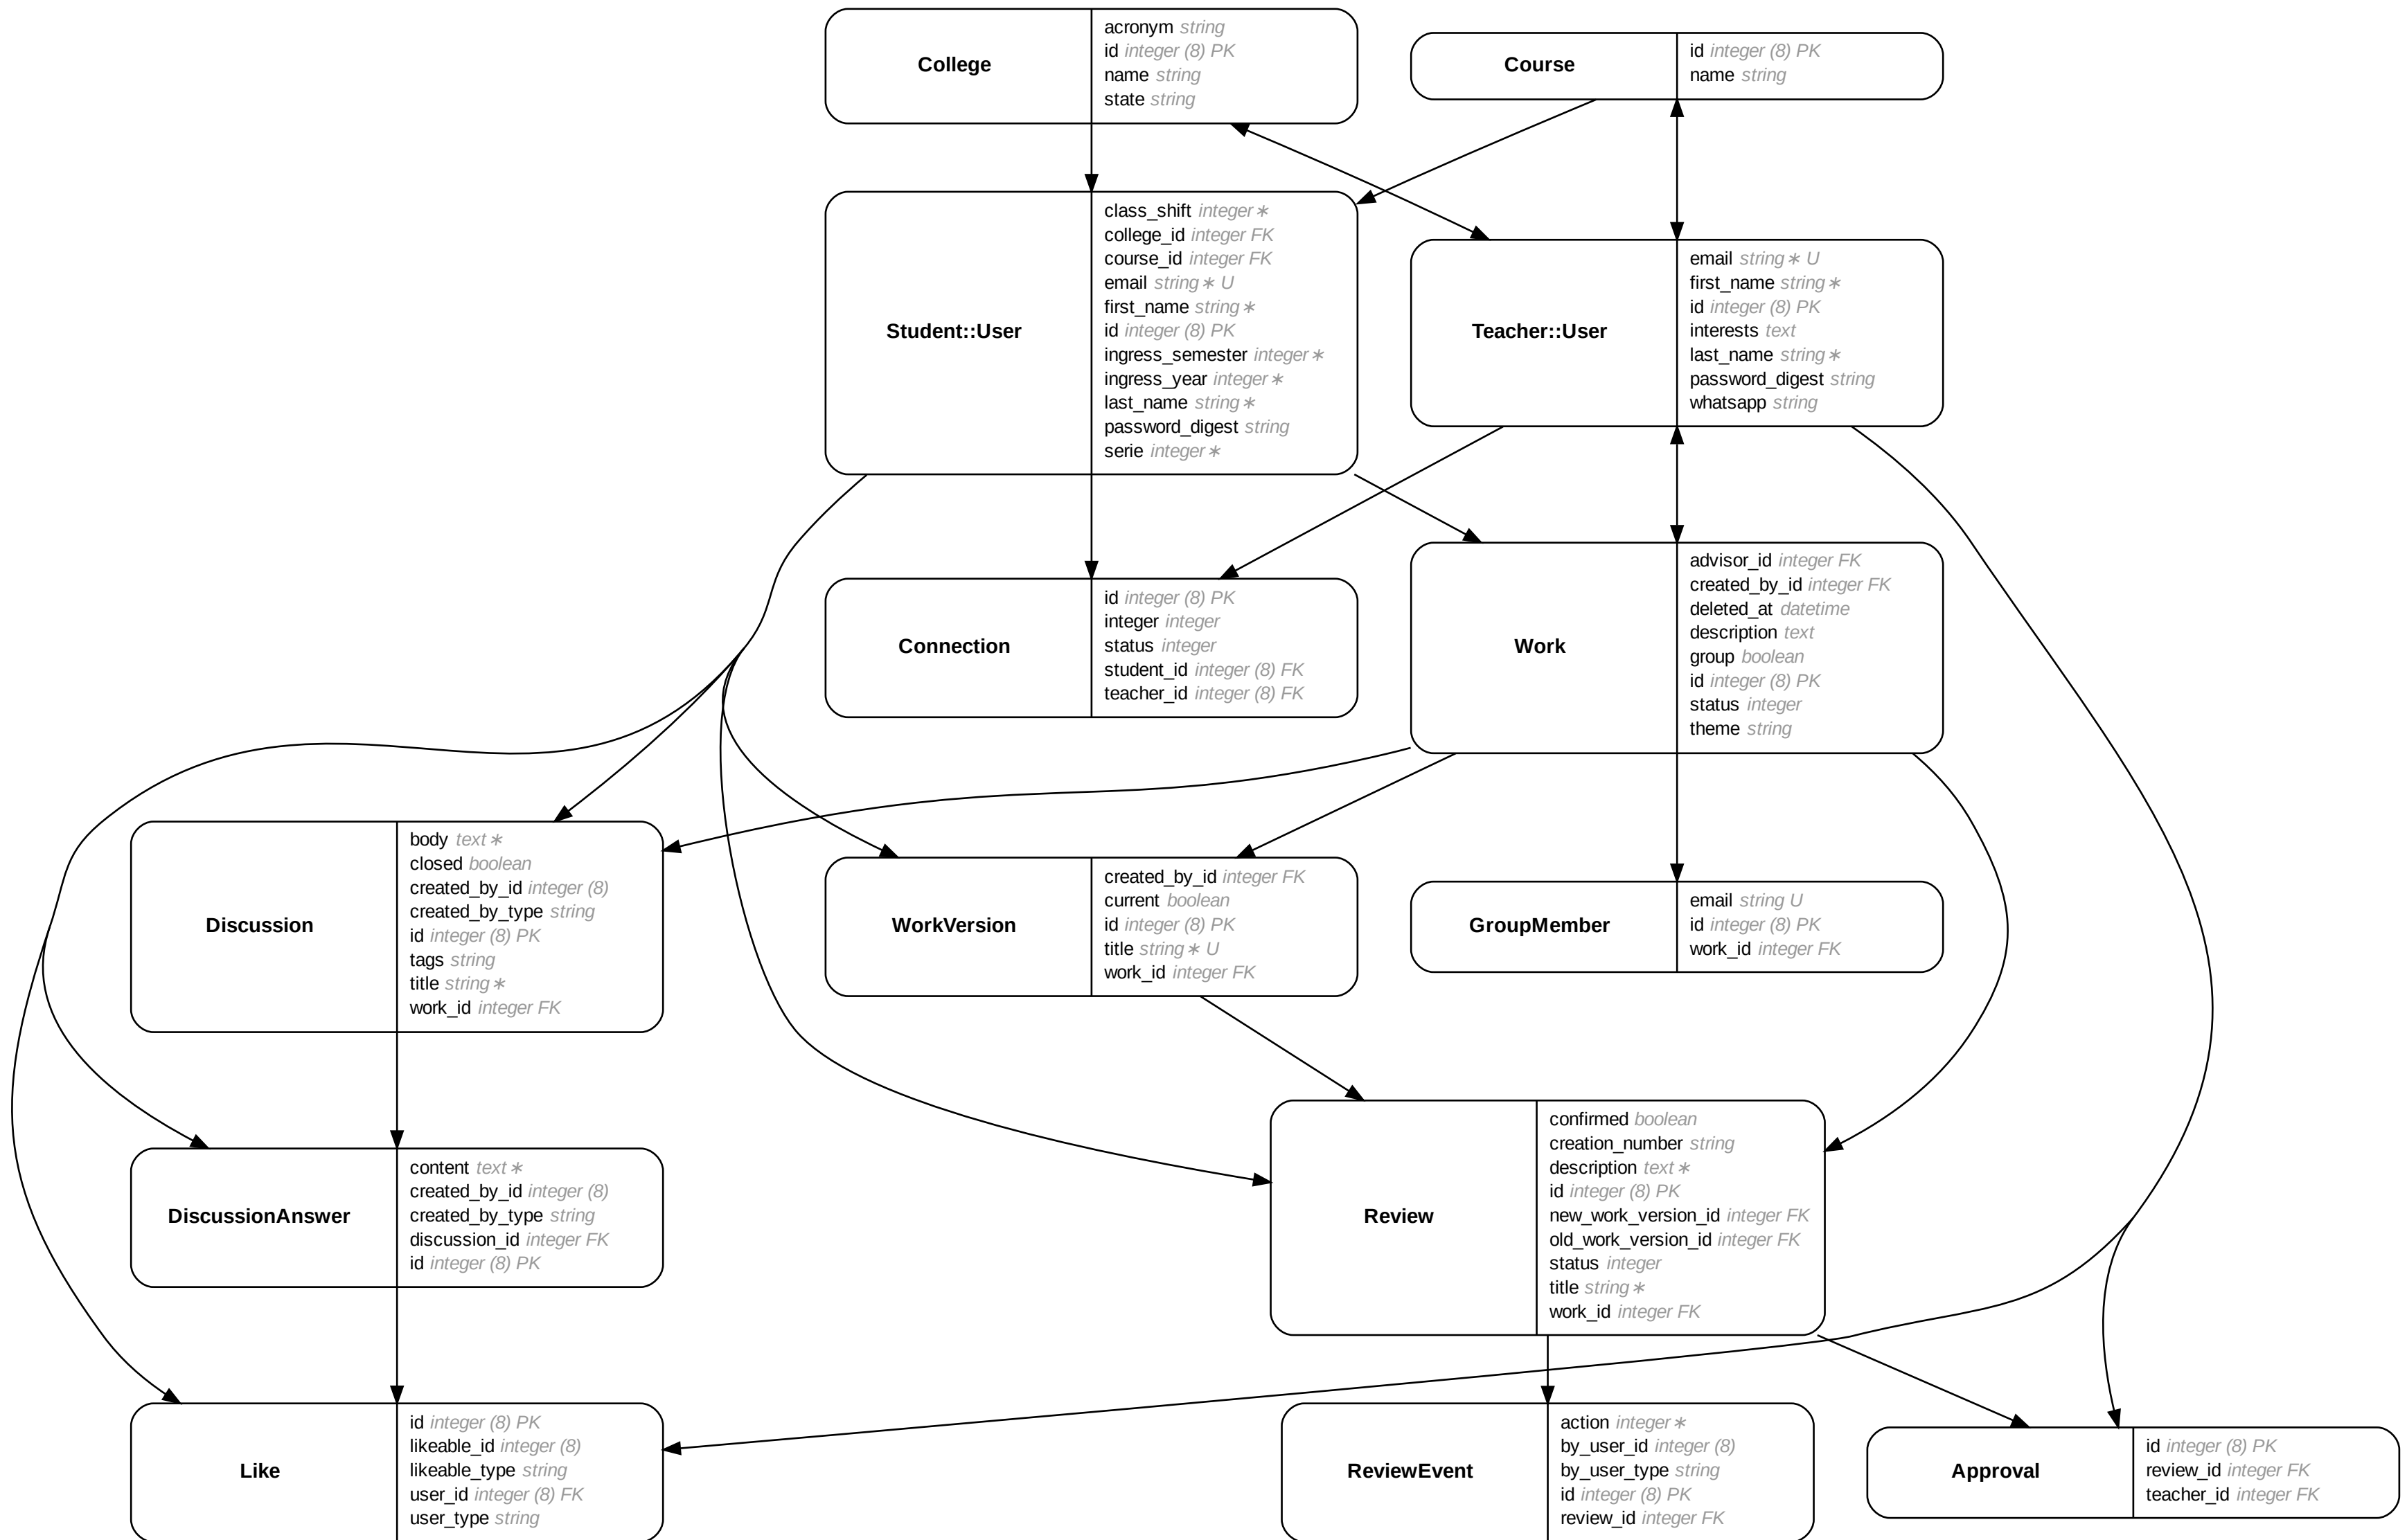 College
acronym string
id integer (8) PK
name string
state string
Course
id integer (8) PK
name string
Student::User
class_shift integer∗
college_id integer FK
course_id integer FK
email string∗ U
first_name string∗
id integer (8) PK
ingress_semester integer∗
ingress_year integer∗
last_name string∗
password_digest string
serie integer∗
Teacher::User
email string∗ U
first_name string∗
id integer (8) PK
interests text
last_name string∗
password_digest string
whatsapp string
Connection
id integer (8) PK
integer integer
status integer
student_id integer (8) FK
teacher_id integer (8) FK
Work
advisor_id integer FK
created_by_id integer FK
deleted_at datetime
description text
group boolean
id integer (8) PK
status integer
theme string
Discussion
body text∗
closed boolean
created_by_id integer (8)
created_by_type string
id integer (8) PK
tags string
title string∗
work_id integer FK
WorkVersion
created_by_id integer FK
current boolean
id integer (8) PK
title string∗ U
work_id integer FK
GroupMember
email string U
id integer (8) PK
work_id integer FK
DiscussionAnswer
content text∗
created_by_id integer (8)
created_by_type string
discussion_id integer FK
id integer (8) PK
Review
confirmed boolean
creation_number string
description text∗
id integer (8) PK
new_work_version_id integer FK
old_work_version_id integer FK
status integer
title string∗
work_id integer FK
Like
id integer (8) PK
likeable_id integer (8)
likeable_type string
user_id integer (8) FK
user_type string
ReviewEvent
action integer∗
by_user_id integer (8)
by_user_type string
id integer (8) PK
review_id integer FK
Approval
id integer (8) PK
review_id integer FK
teacher_id integer FK